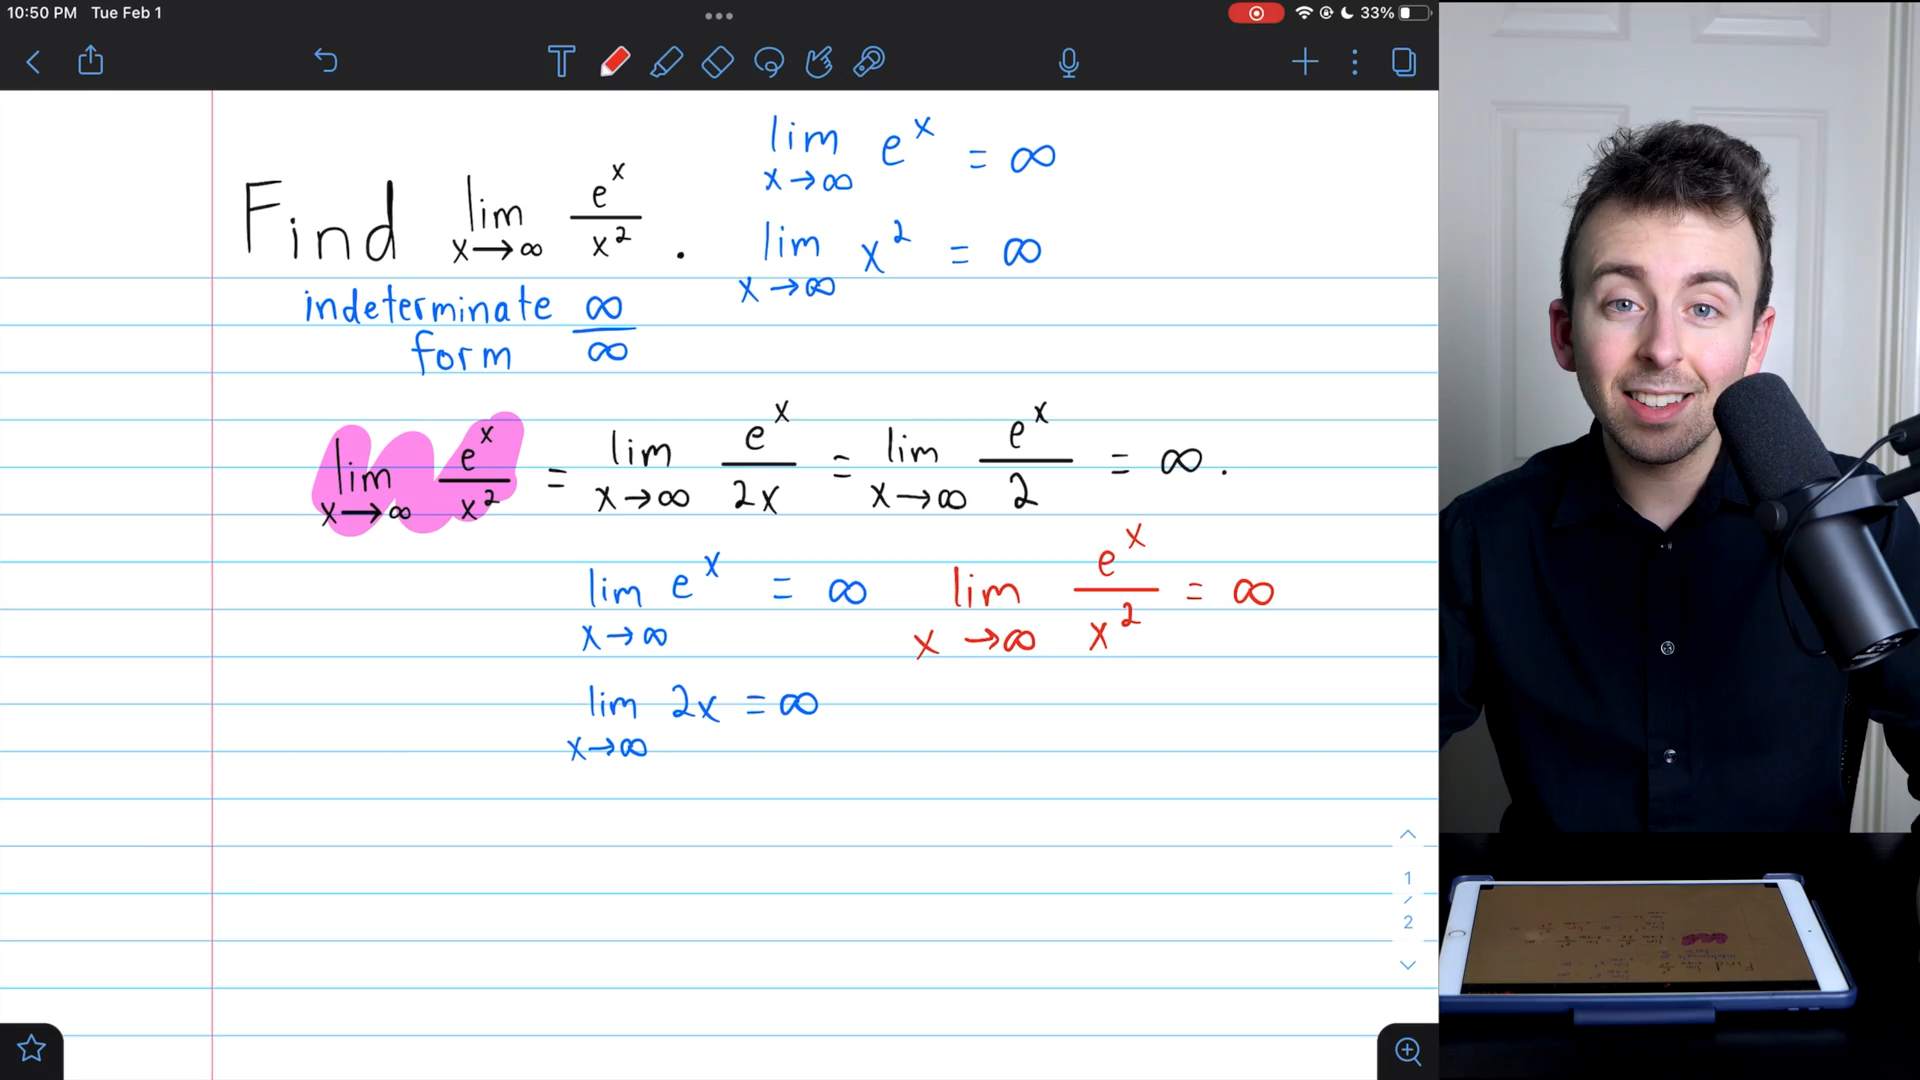 10:50 PM Tue Feb 1
33%
Find lim x→∞ e^x / x^2 .
lim x→∞ e^x = ∞
lim x→∞ x^2 = ∞
indeterminate form ∞/∞
lim x→∞ e^x / x^2 = lim x→∞ e^x / 2x = lim x→∞ e^x / 2 = ∞ .
lim x→∞ e^x = ∞
lim x→∞ e^x / x^2 = ∞
lim x→∞ 2x = ∞
1 / 2